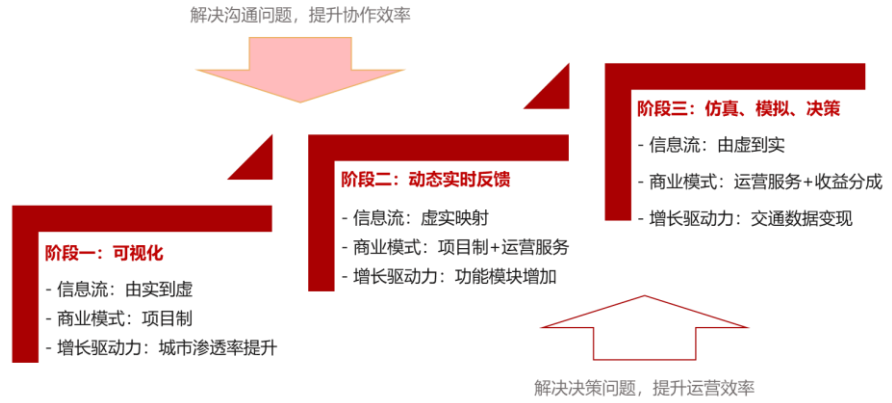 解决沟通问题，提升协作效率
阶段一：可视化
- 信息流：由实到虚
- 商业模式：项目制
- 增长驱动力：城市渗透率提升
阶段二：动态实时反馈
- 信息流：虚实映射
- 商业模式：项目制+运营服务
- 增长驱动力：功能模块增加
阶段三：仿真、模拟、决策
- 信息流：由虚到实
- 商业模式：运营服务+收益分成
- 增长驱动力：交通数据变现
解决决策问题，提升运营效率